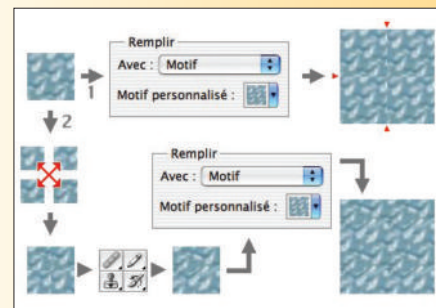 Remplir
Avec : Motif
Motif personnalisé :
1
2
Remplir
Avec : Motif
Motif personnalisé :